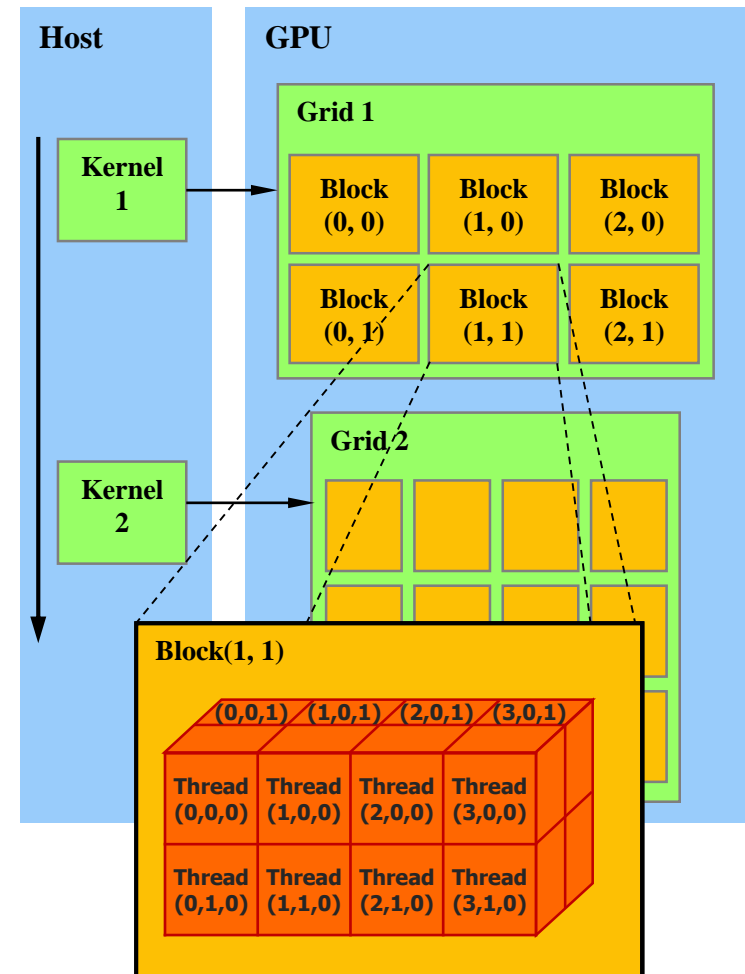 Host
GPU
Grid 1
Kernel
1
Block
(0, 0)
Block
(1, 0)
Block
(2, 0)
Block
(0, 1)
Block
(1, 1)
Block
(2, 1)
Grid 2
Kernel
2
Block(1, 1)
(0,0,1) (1,0,1) (2,0,1) (3,0,1)
Thread
(0,0,0)
Thread
(1,0,0)
Thread
(2,0,0)
Thread
(3,0,0)
Thread
(0,1,0)
Thread
(1,1,0)
Thread
(2,1,0)
Thread
(3,1,0)